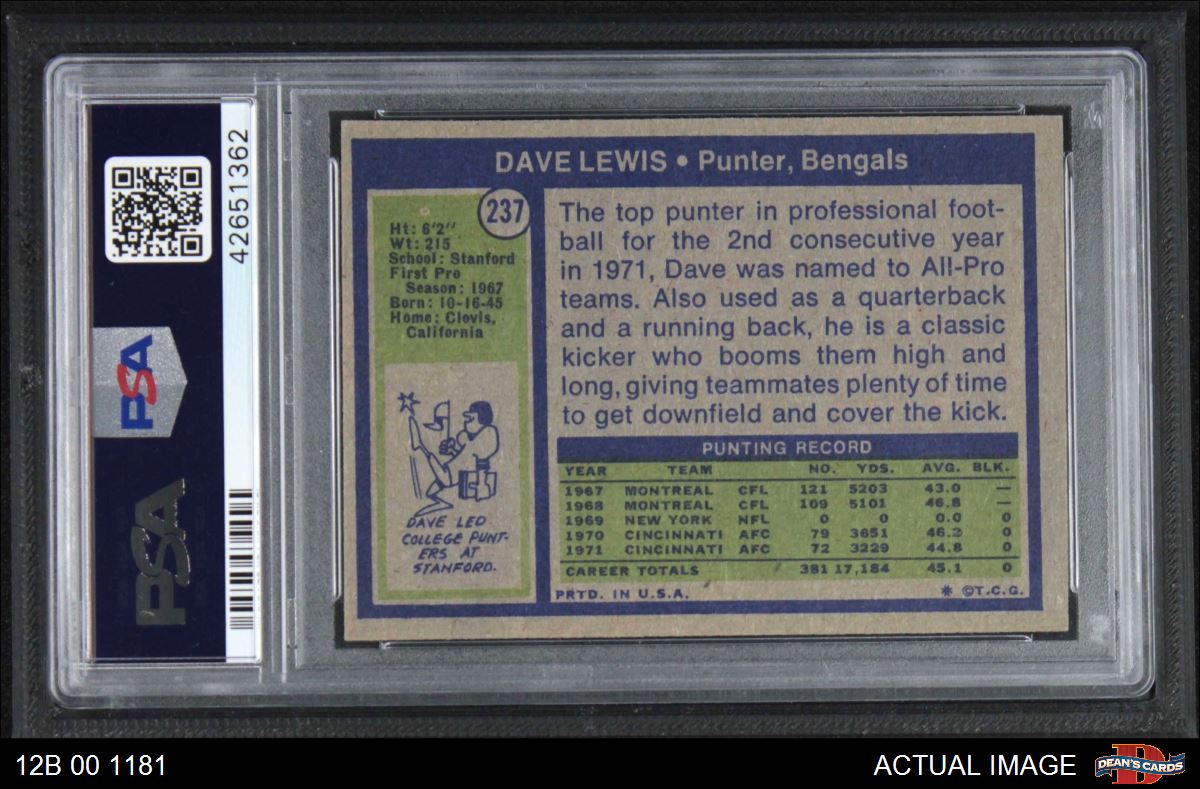 PSA
PSA
42651362
DAVE LEWIS • Punter, Bengals
237
Ht: 6'2''
Wt: 215
School: Stanford
First Pro
Season: 1967
Born: 10-16-45
Home: Clovis,
California
DAVE LED
COLLEGE PUNT-
ERS AT
STANFORD.
The top punter in professional foot-
ball for the 2nd consecutive year
in 1971, Dave was named to All-Pro
teams. Also used as a quarterback
and a running back, he is a classic
kicker who booms them high and
long, giving teammates plenty of time
to get downfield and cover the kick.
PUNTING RECORD
YEAR TEAM NO. YDS. AVG. BLK.
1967 MONTREAL CFL 121 5203 43.0 —
1968 MONTREAL CFL 109 5101 46.8 —
1969 NEW YORK NFL 0 0 0.0 0
1970 CINCINNATI AFC 79 3651 46.2 0
1971 CINCINNATI AFC 72 3229 44.8 0
CAREER TOTALS 381 17,184 45.1 0
PRTD. IN U.S.A. * ©T.C.G.
12B 00 1181
ACTUAL IMAGE
DEAN'S CARDS